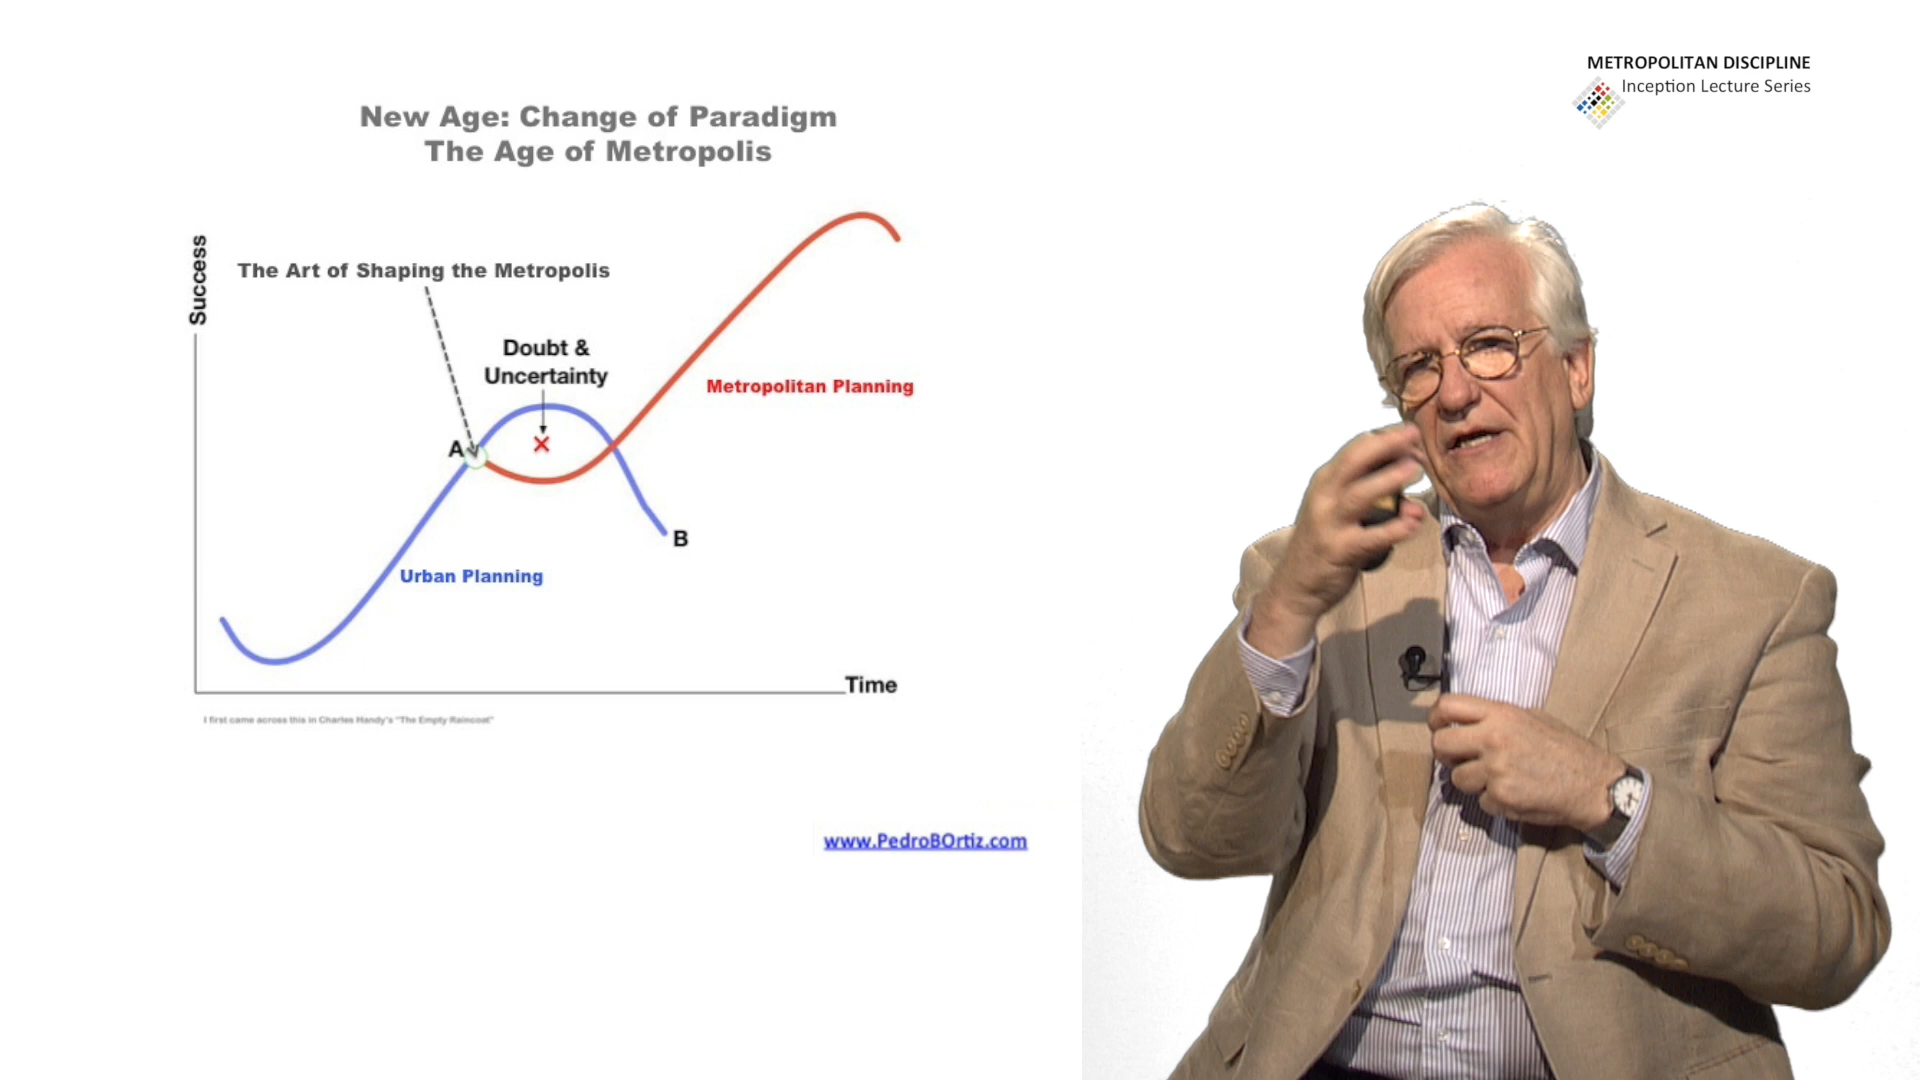 METROPOLITAN DISCIPLINE
Inception Lecture Series
New Age: Change of Paradigm
The Age of Metropolis
Success
The Art of Shaping the Metropolis
Doubt &
Uncertainty
Metropolitan Planning
A
B
Urban Planning
Time
I first came across this in Charles Handy's "The Empty Raincoat"
www.PedroBOrtiz.com